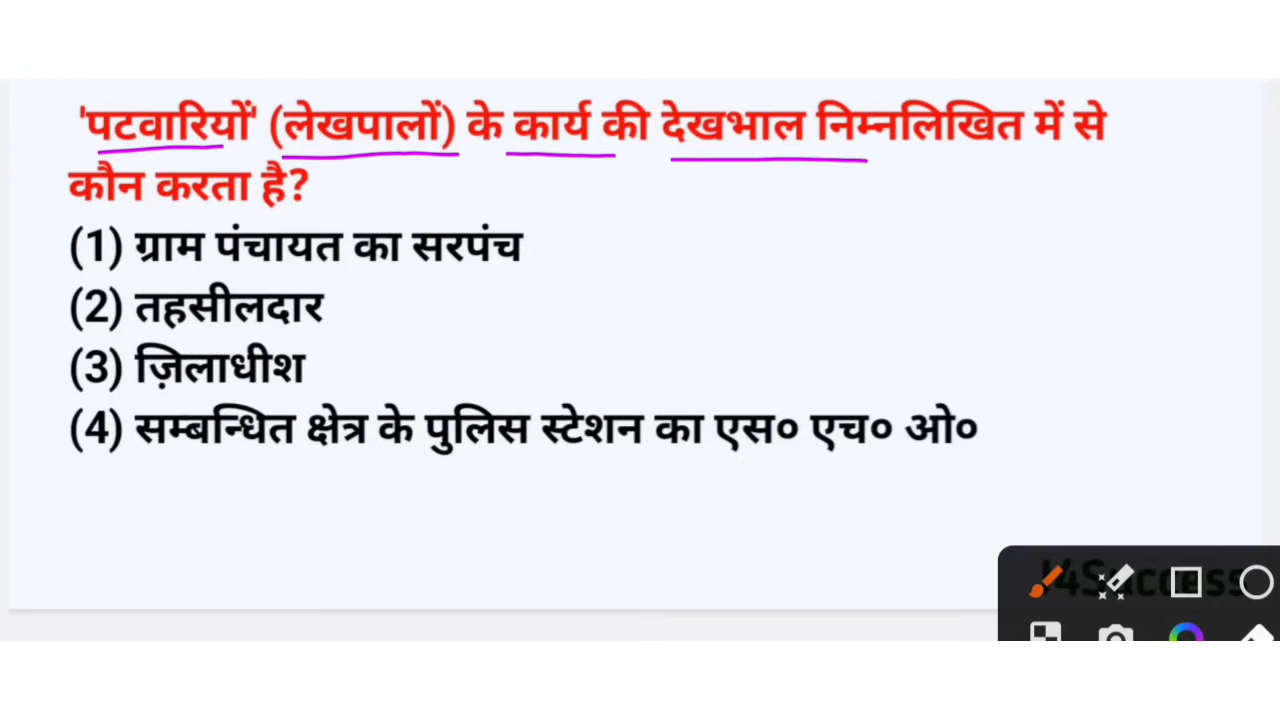 'पटवारियों' (लेखपालों) के कार्य की देखभाल निम्नलिखित में से
कौन करता है?
(1) ग्राम पंचायत का सरपंच
(2) तहसीलदार
(3) ज़िलाधीश
(4) सम्बन्धित क्षेत्र के पुलिस स्टेशन का एस० एच० ओ०